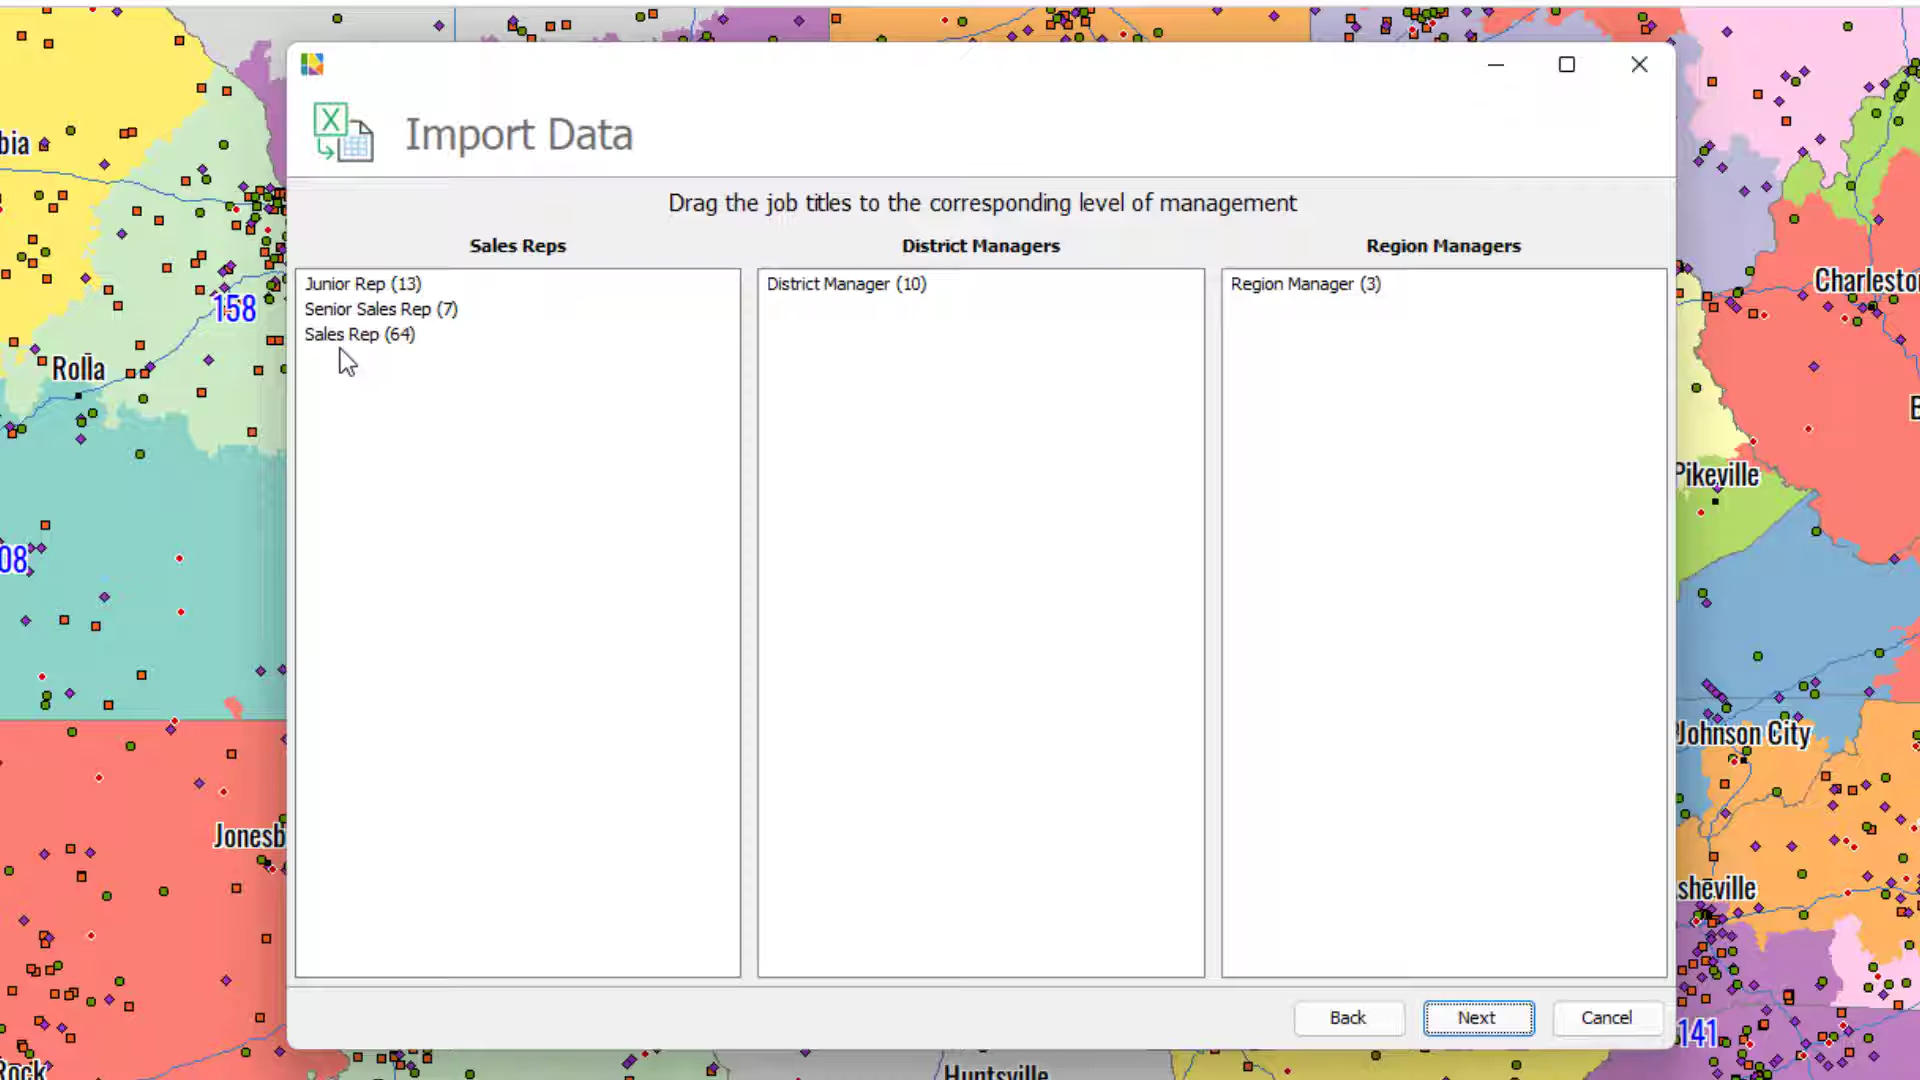 Import Data
Drag the job titles to the corresponding level of management
Sales Reps
District Managers
Region Managers
Junior Rep (13)
Senior Sales Rep (7)
Sales Rep (64)
District Manager (10)
Region Manager (3)
Back
Next
Cancel
bia
158
Rolla
08
Jonesb
Rock
Huntsville
Charlesto
Pikeville
Johnson City
sheville
141